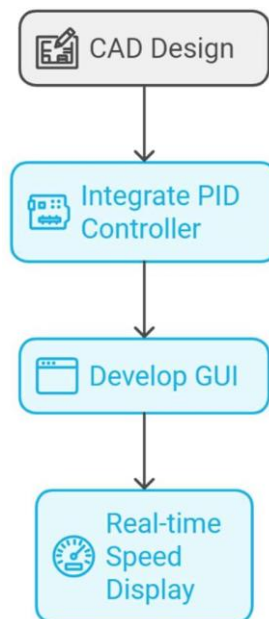 CAD Design
Integrate PID
Controller
Develop GUI
Real-time
Speed
Display